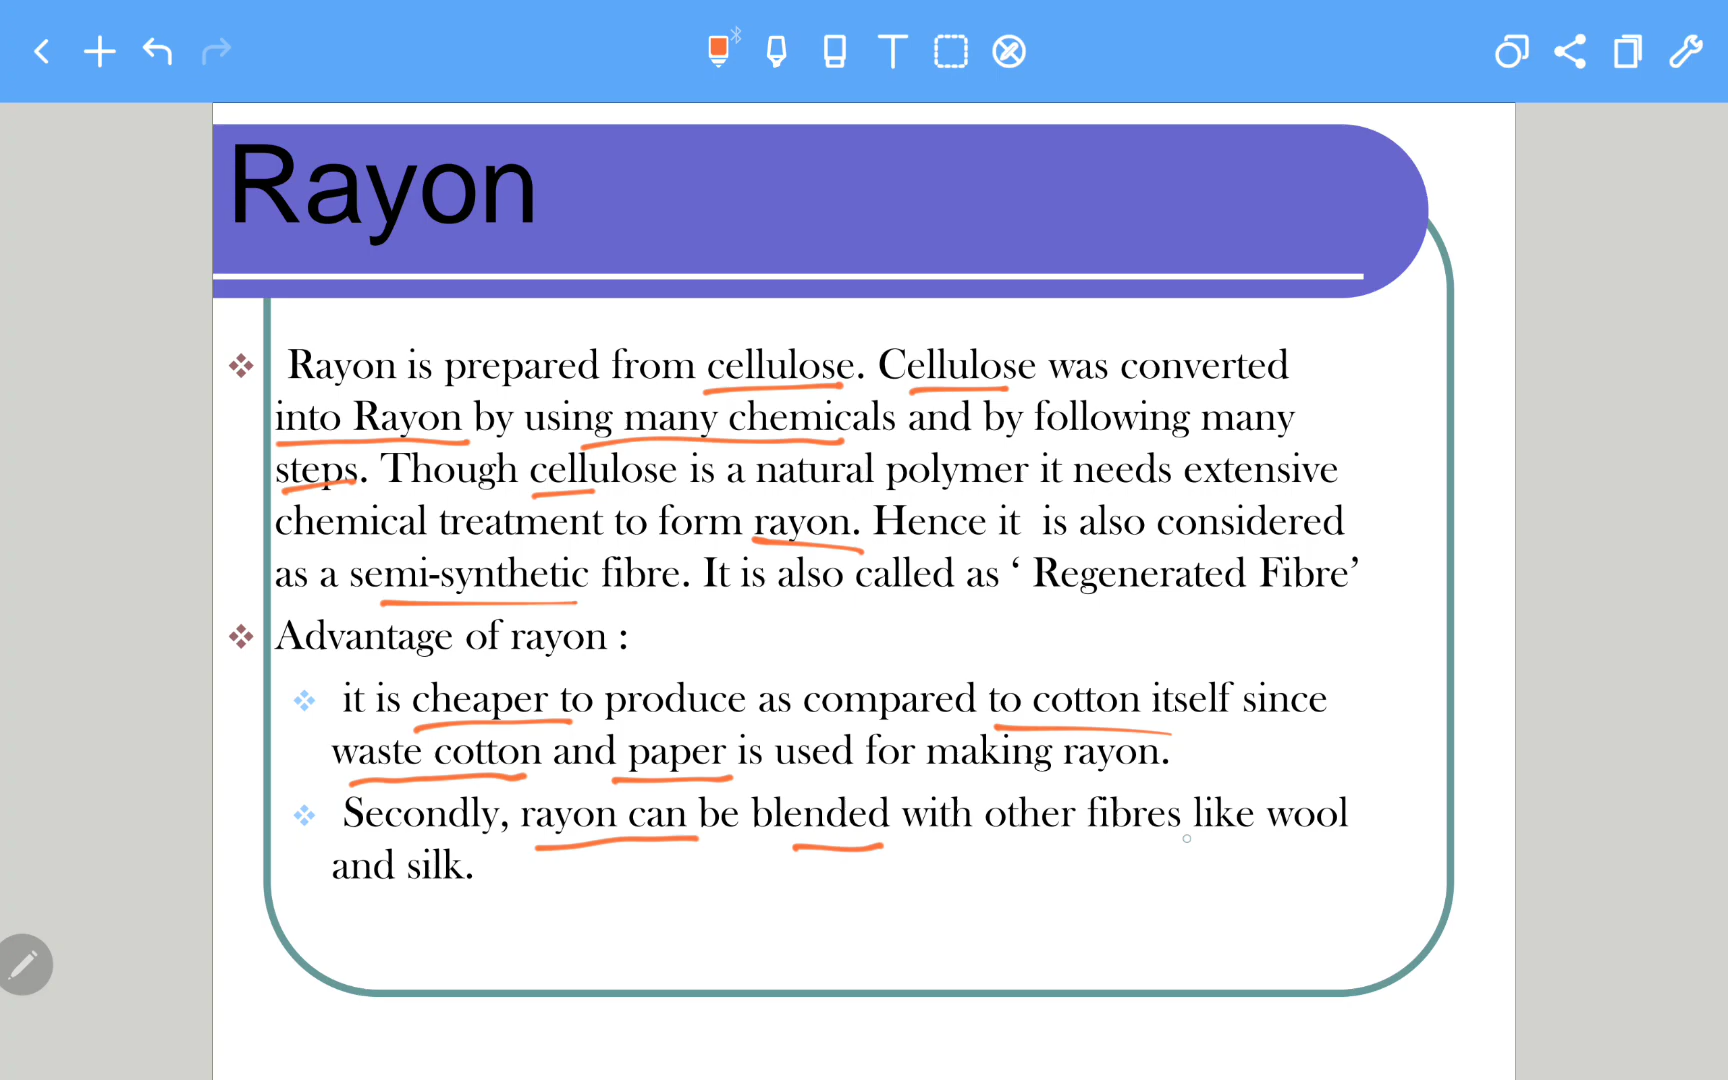 Rayon
Rayon is prepared from cellulose. Cellulose was converted
into Rayon by using many chemicals and by following many
steps. Though cellulose is a natural polymer it needs extensive
chemical treatment to form rayon. Hence it is also considered
as a semi-synthetic fibre. It is also called as ‘ Regenerated Fibre’
Advantage of rayon :
it is cheaper to produce as compared to cotton itself since
waste cotton and paper is used for making rayon.
Secondly, rayon can be blended with other fibres like wool
and silk.